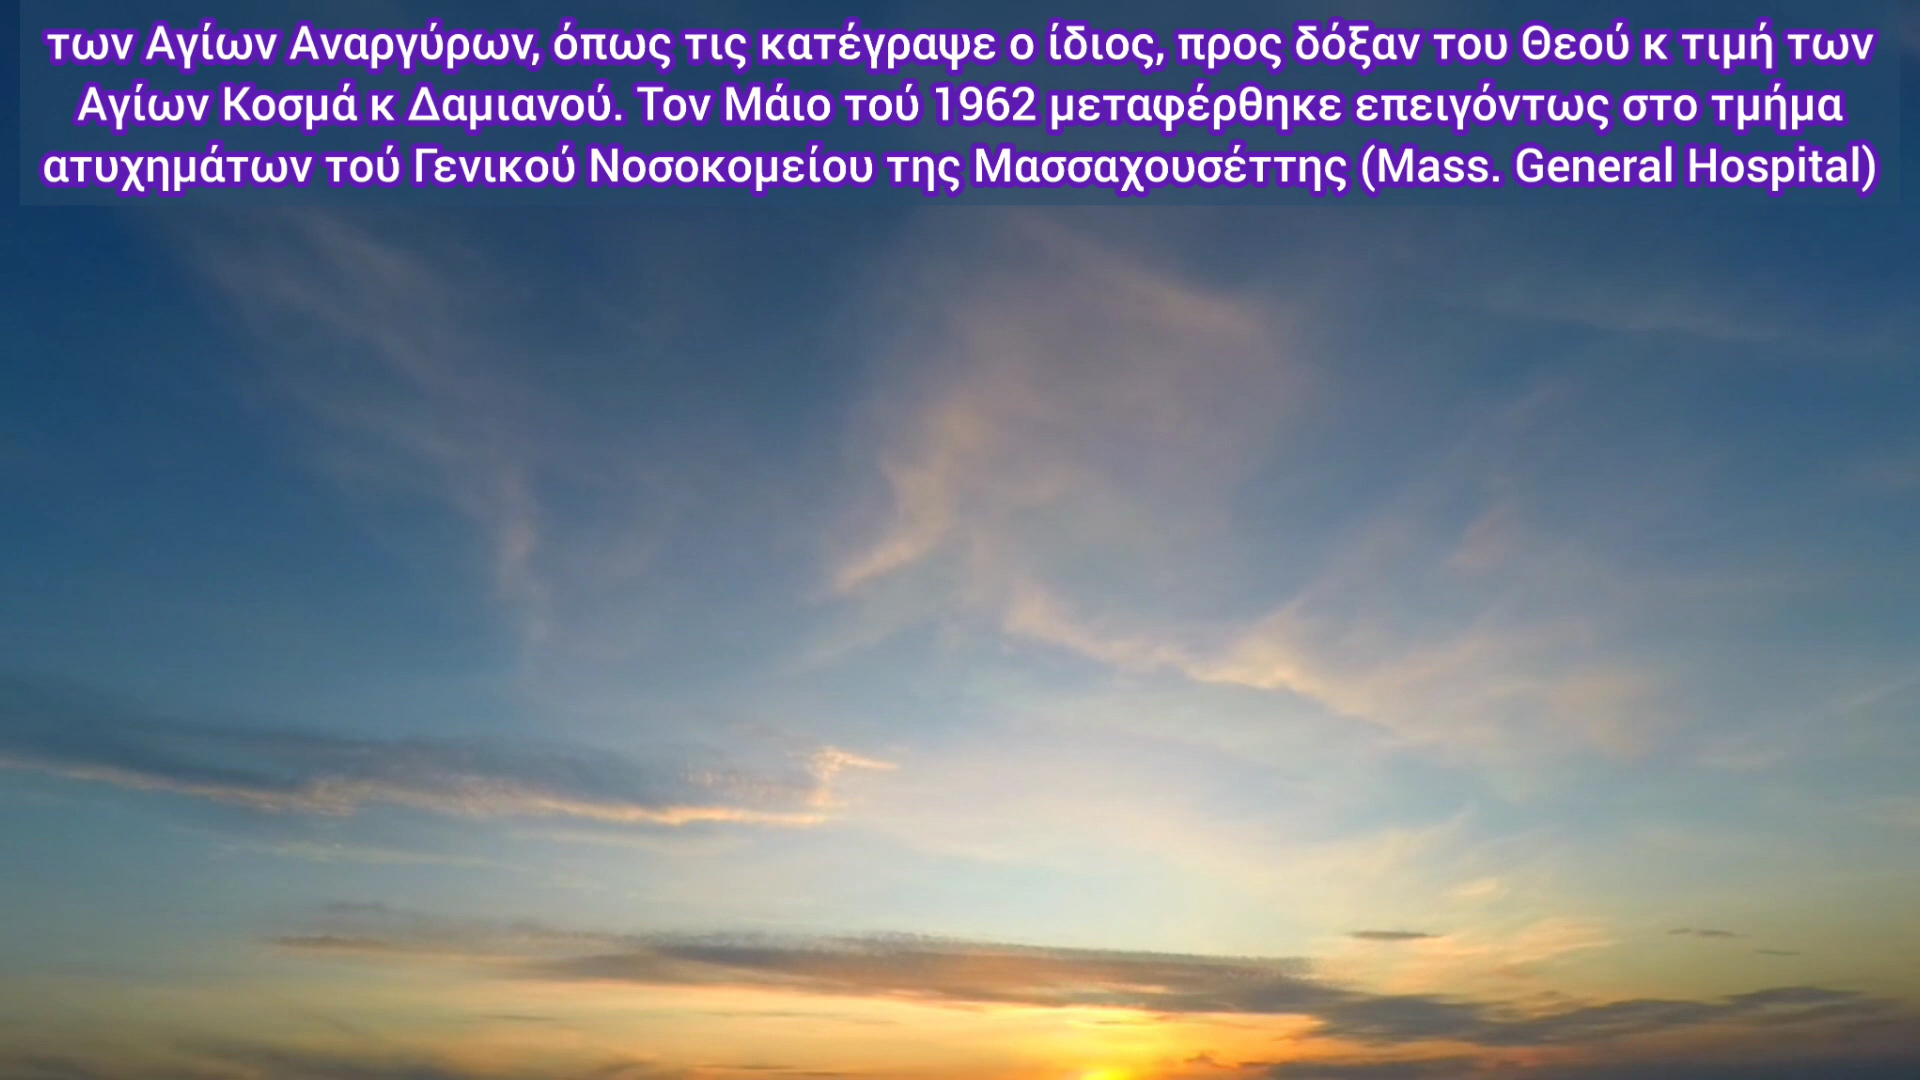 των Αγίων Αναργύρων, όπως τις κατέγραψε ο ίδιος, προς δόξαν του Θεού κ τιμή των
Αγίων Κοσμά κ Δαμιανού. Τον Μάιο τού 1962 μεταφέρθηκε επειγόντως στο τμήμα
ατυχημάτων τού Γενικού Νοσοκομείου της Μασσαχουσέττης (Mass. General Hospital)